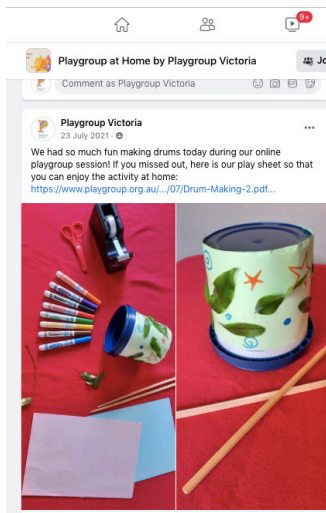 9+
Playgroup at Home by Playgroup Victoria
Comment as Playgroup Victoria
Playgroup Victoria
23 July 2021 ·
We had so much fun making drums today during our online
playgroup session! If you missed out, here is our play sheet so that
you can enjoy the activity at home:
https://www.playgroup.org.au/.../07/Drum-Making-2.pdf...